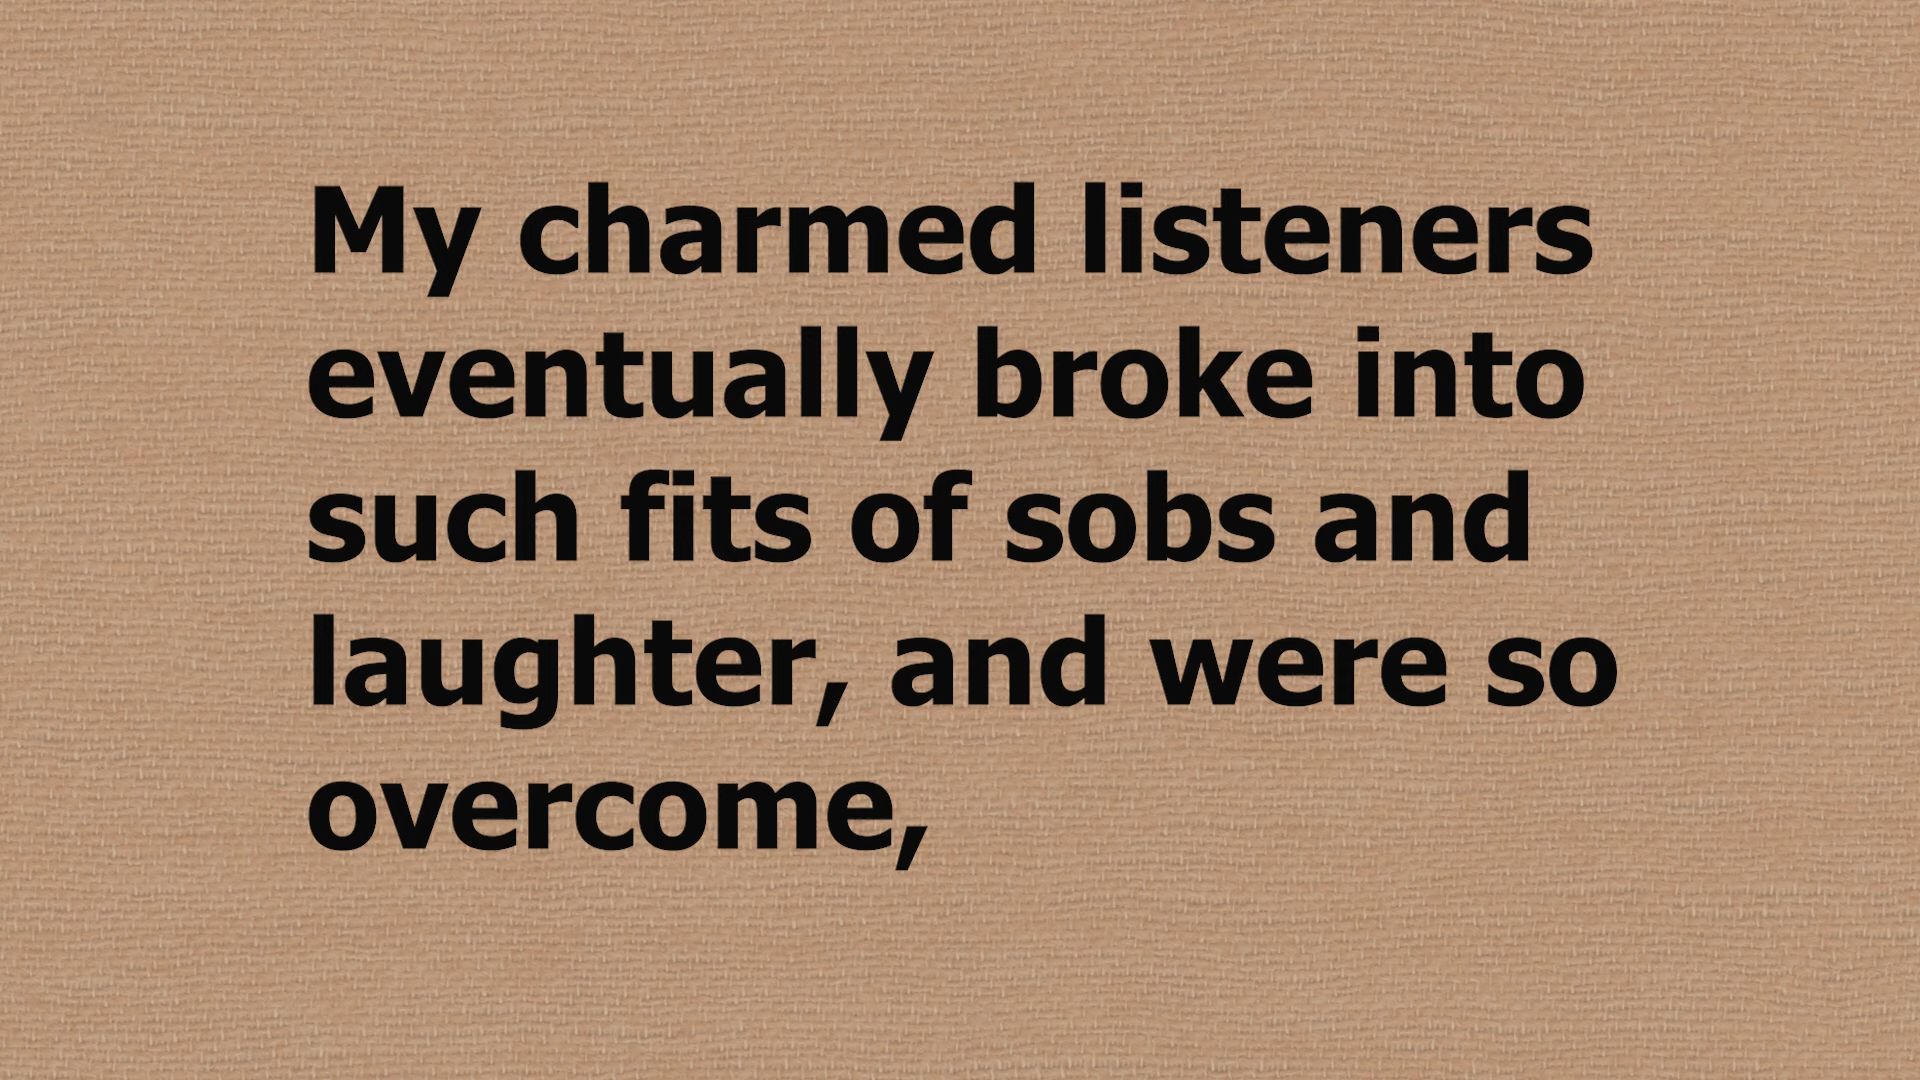 My charmed listeners
eventually broke into
such fits of sobs and
laughter, and were so
overcome,